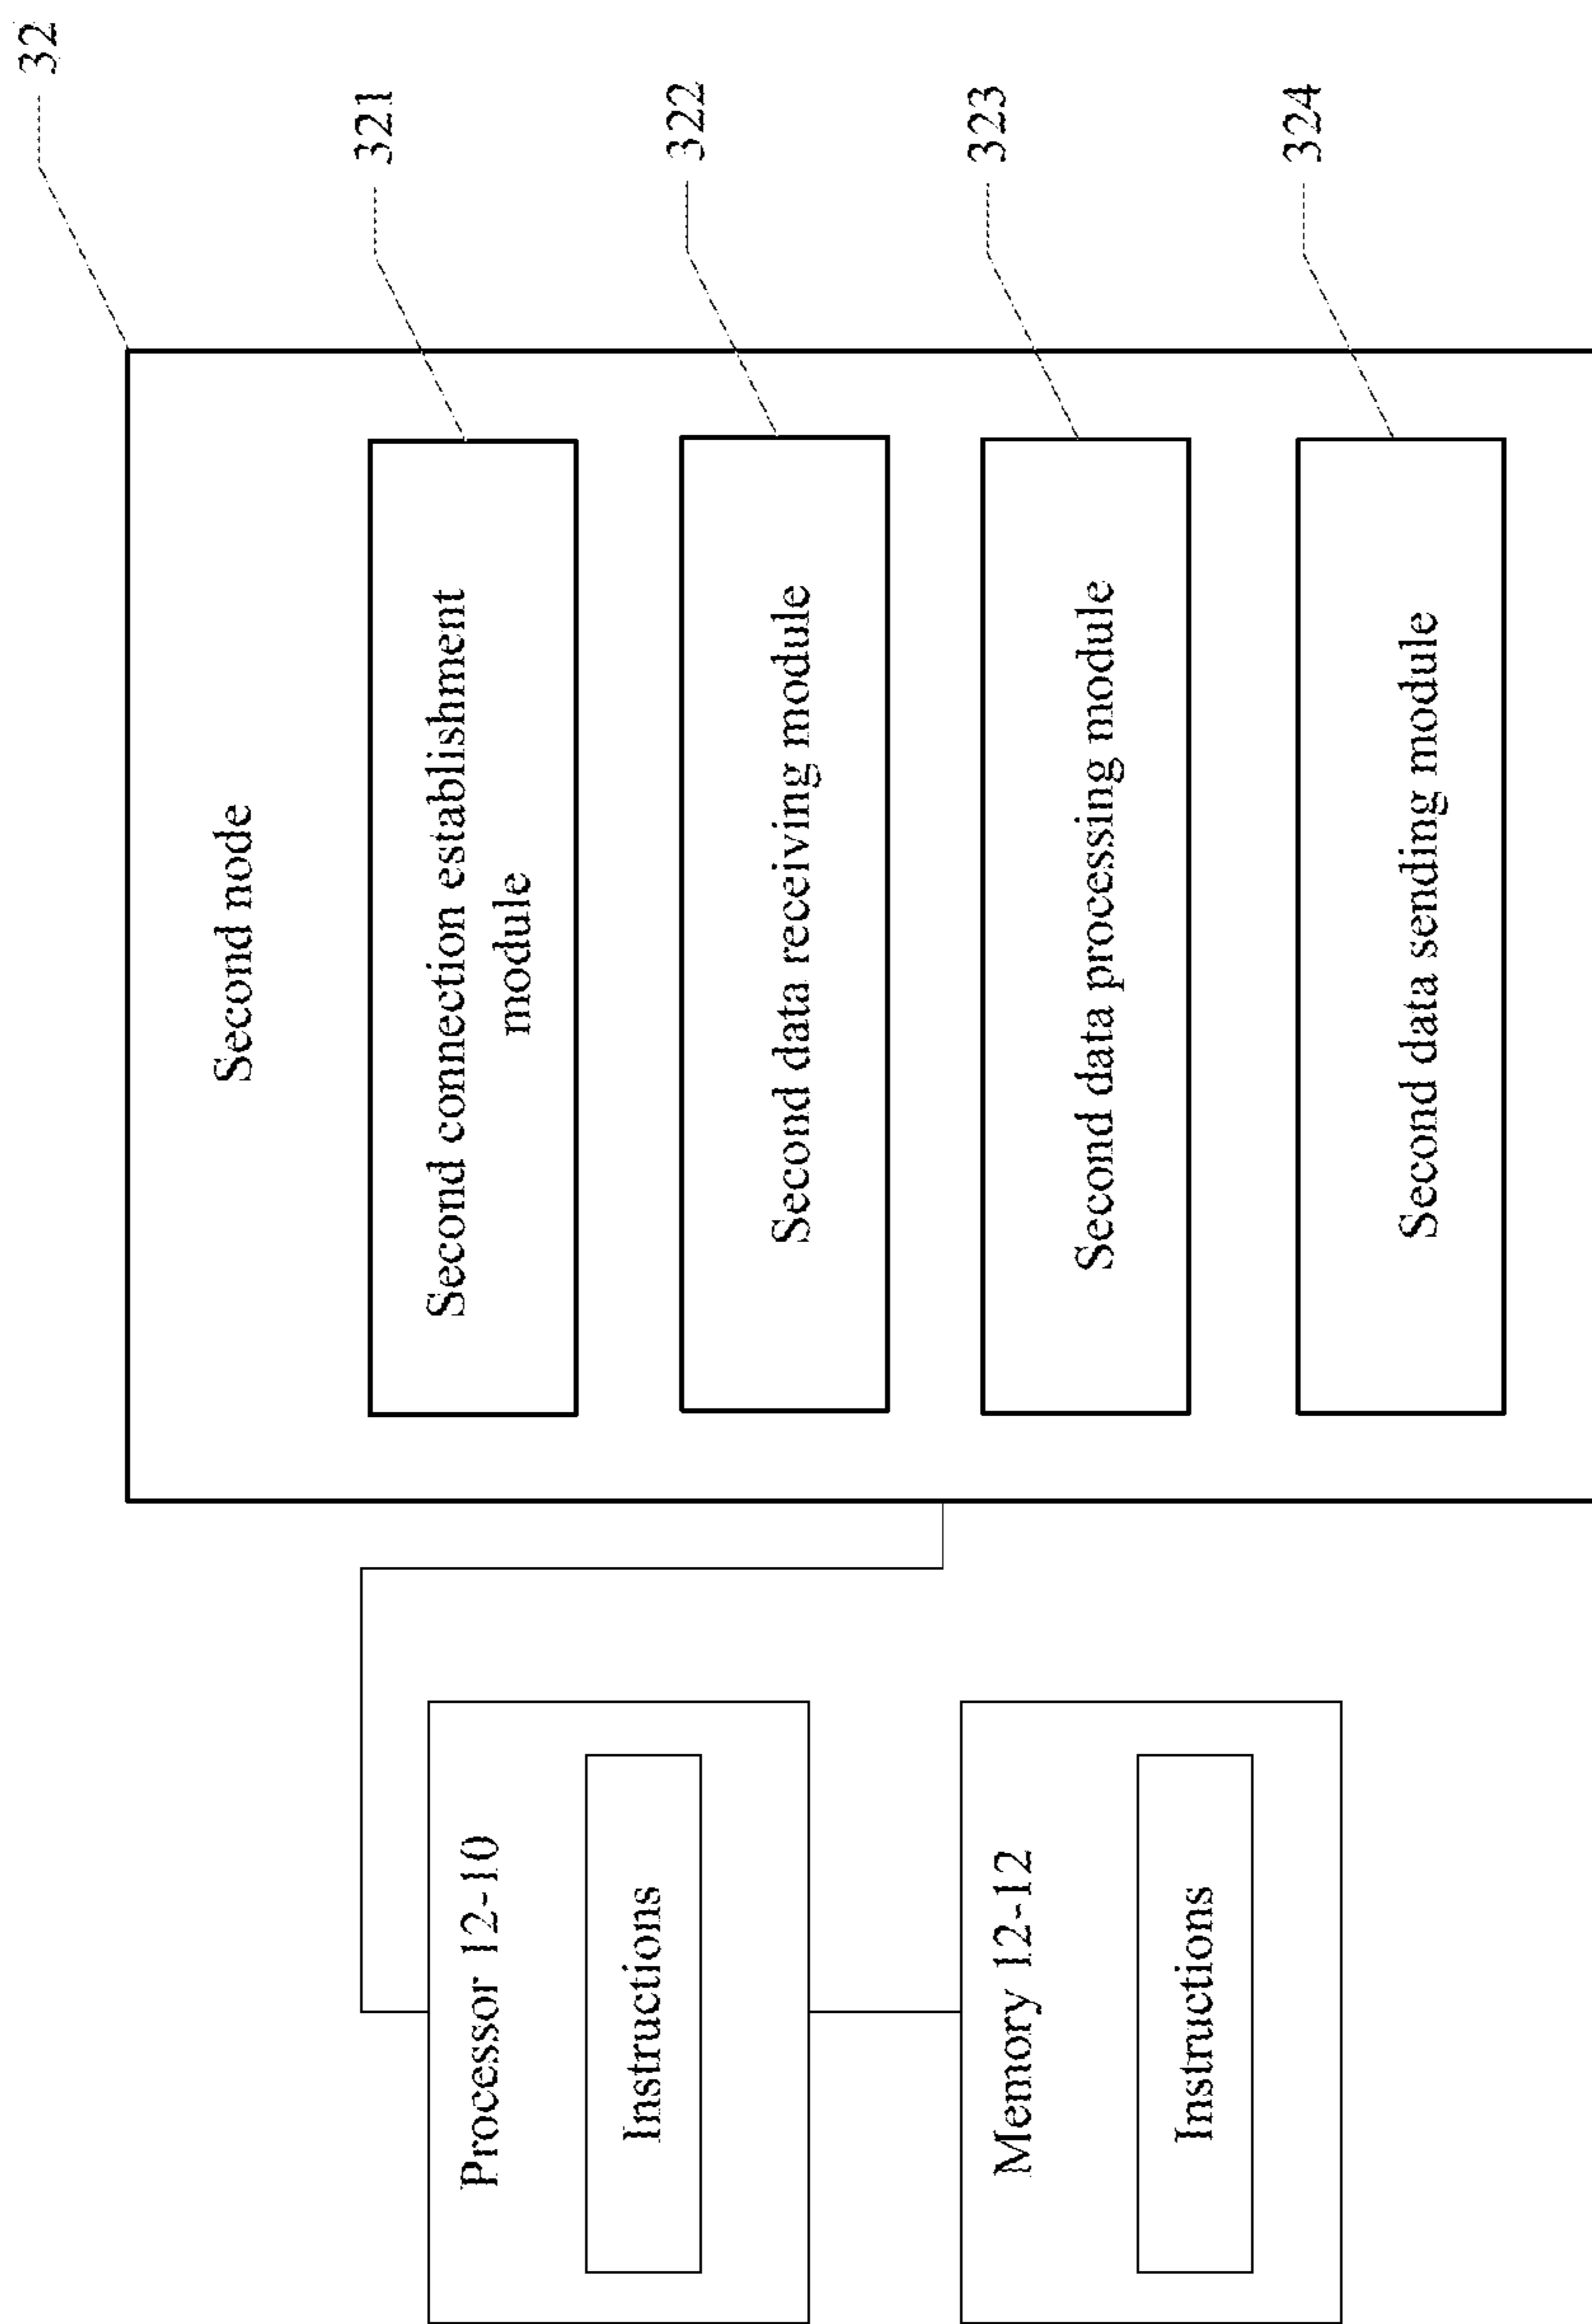 32
Second node
321
Second connection establishment
module
322
Second data receiving module
323
Second data processing module
324
Second data sending module
Processor 12-10
Instructions
Memory 12-12
Instructions